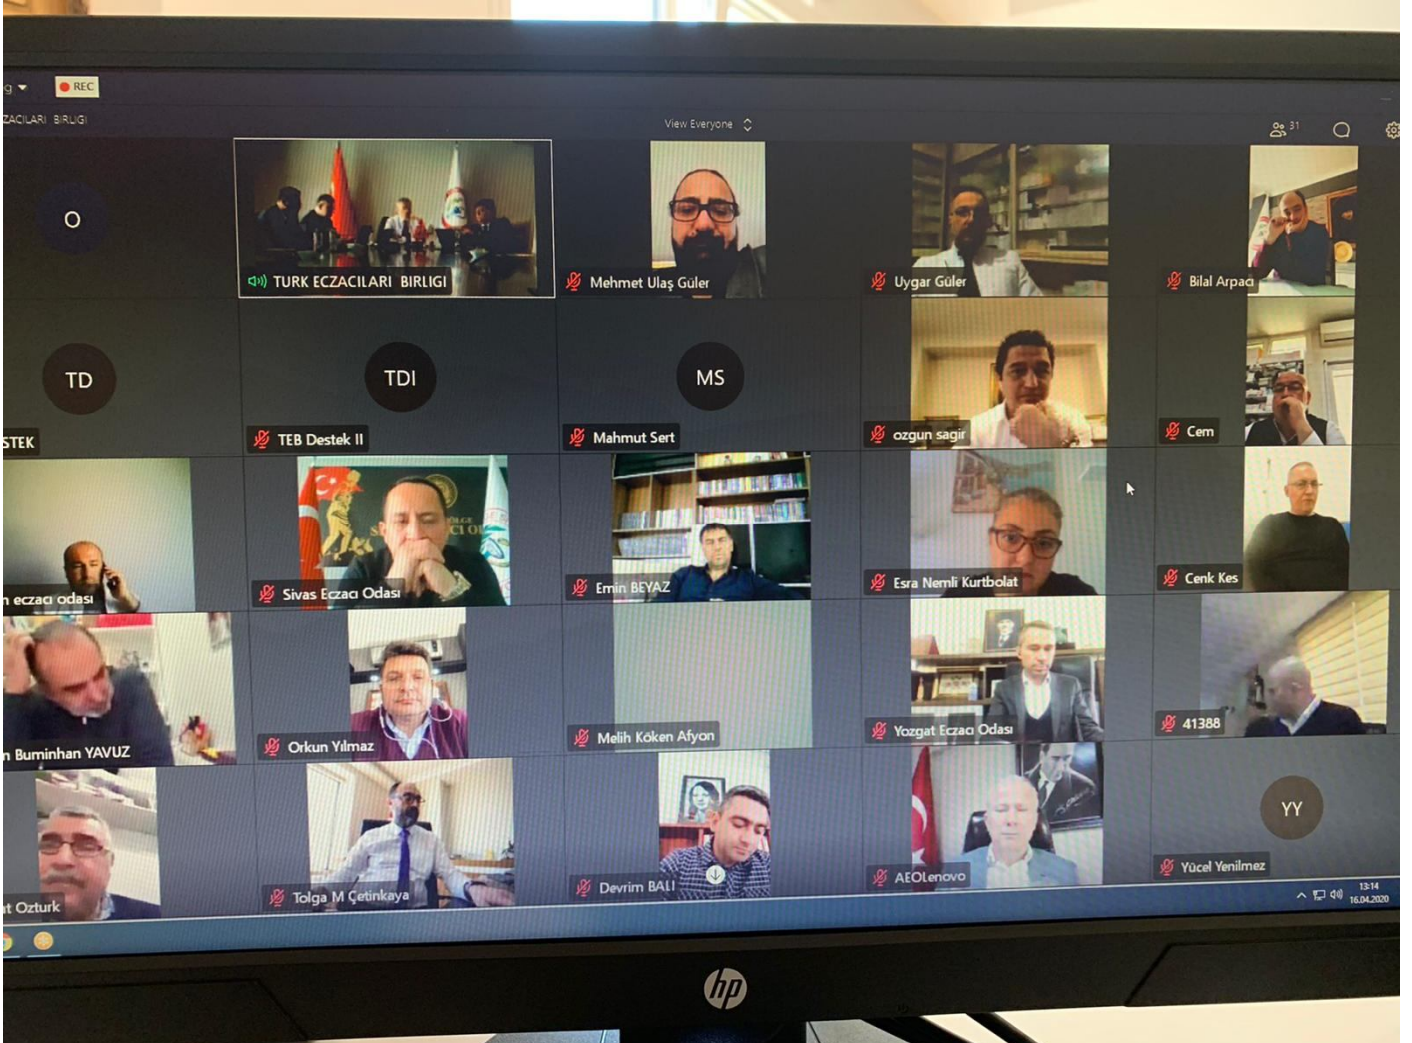 g
REC
ZACILARI BIRLIGI
View Everyone
31
O
TURK ECZACILARI BIRLIGI
Mehmet Ulaş Güler
Uygar Güler
Bilal Arpacı
TD
TDI
MS
STEK
TEB Destek II
Mahmut Sert
ozgun sagir
Cem
n eczacı odası
Sivas Eczacı Odası
Emin BEYAZ
Esra Nemli Kurtbolat
Cenk Kes
n Buminhan YAVUZ
Orkun Yılmaz
Melih Köken Afyon
Yozgat Eczacı Odası
41388
YY
t Ozturk
Tolga M Çetinkaya
Devrim BALI
AEOLenovo
Yücel Yenilmez
13:14
16.04.2020
hp